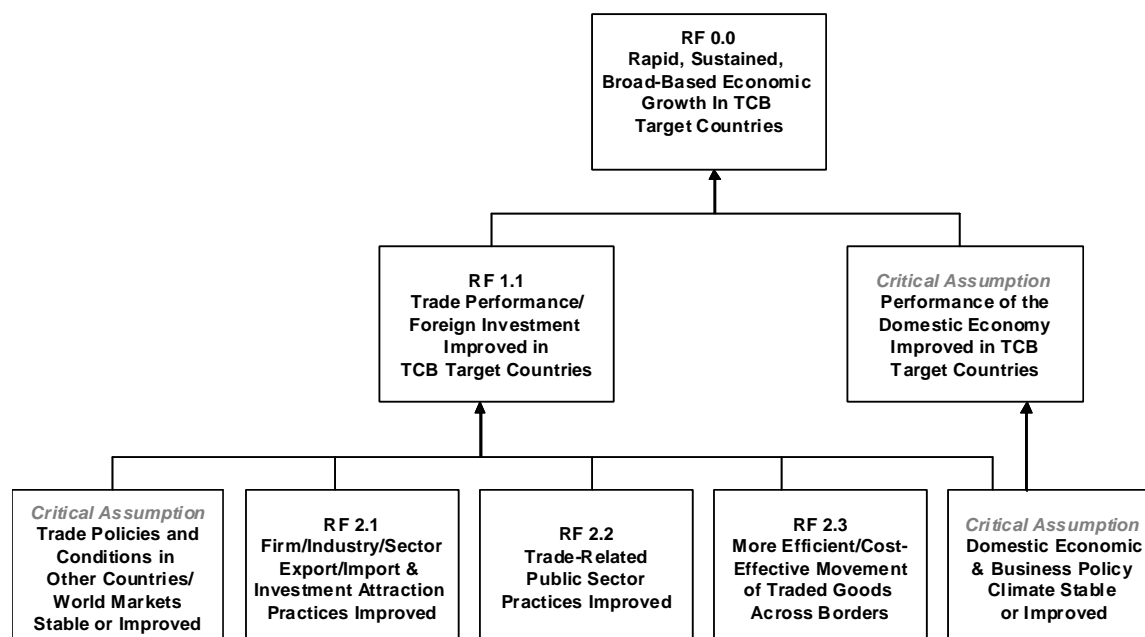 RF 0.0
Rapid, Sustained,
Broad-Based Economic
Growth In TCB
Target Countries
RF 1.1
Trade Performance/
Foreign Investment
Improved in
TCB Target Countries
Critical Assumption
Performance of the
Domestic Economy
Improved in TCB
Target Countries
Critical Assumption
Trade Policies and
Conditions in
Other Countries/
World Markets
Stable or Improved
RF 2.1
Firm/Industry/Sector
Export/Import &
Investment Attraction
Practices Improved
RF 2.2
Trade-Related
Public Sector
Practices Improved
RF 2.3
More Efficient/Cost-
Effective Movement
of Traded Goods
Across Borders
Critical Assumption
Domestic Economic
& Business Policy
Climate Stable
or Improved